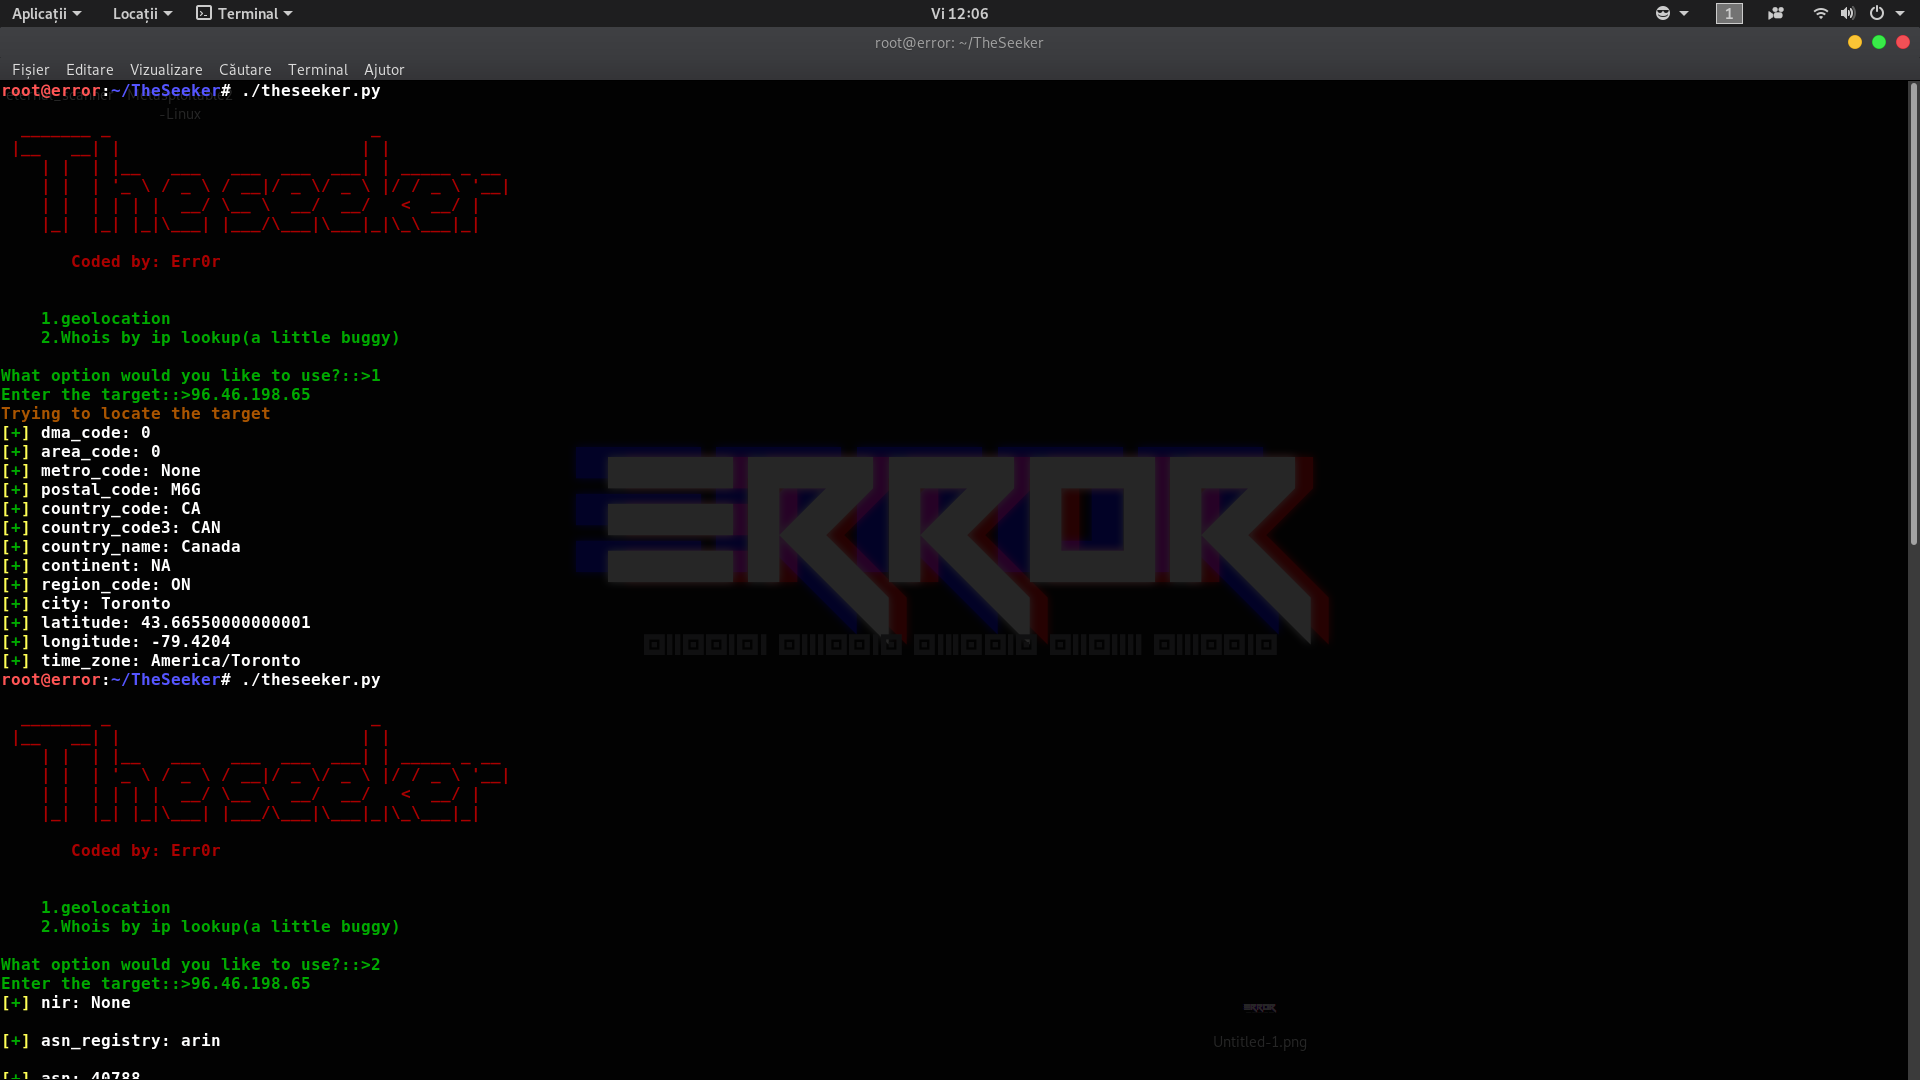 Aplicații Locații Terminal Vi 12:06 1
root@error: ~/TheSeeker
Fișier Editare Vizualizare Căutare Terminal Ajutor
root@error:~/TheSeeker# ./theseeker.py
-Linux
Theseeker
Coded by: Err0r
1.geolocation
2.Whois by ip lookup(a little buggy)
What option would you like to use?::>1
Enter the target::>96.46.198.65
Trying to locate the target
[+] dma_code: 0
[+] area_code: 0
[+] metro_code: None
[+] postal_code: M6G
[+] country_code: CA
[+] country_code3: CAN
[+] country_name: Canada
[+] continent: NA
[+] region_code: ON
[+] city: Toronto
[+] latitude: 43.66550000000001
[+] longitude: -79.4204
[+] time_zone: America/Toronto
ERROR
root@error:~/TheSeeker# ./theseeker.py
Theseeker
Coded by: Err0r
1.geolocation
2.Whois by ip lookup(a little buggy)
What option would you like to use?::>2
Enter the target::>96.46.198.65
[+] nir: None
[+] asn_registry: arin
[+] asn: 40788
ERROR
Untitled-1.png